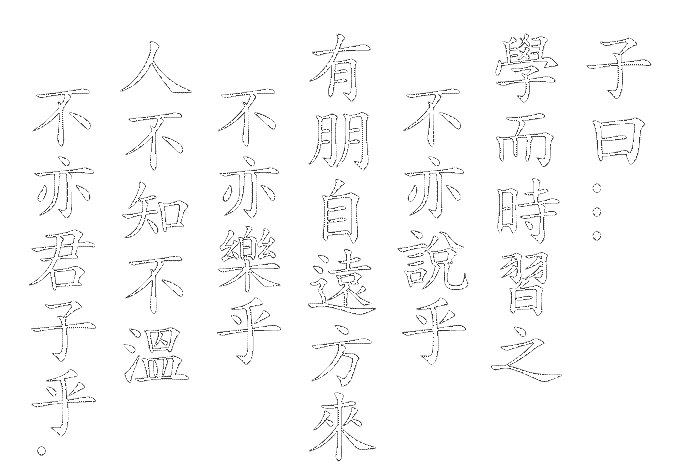 子曰...
學而時習之
不亦說乎
有朋自遠方來
不亦樂乎
人不知不溫
不亦君子乎.